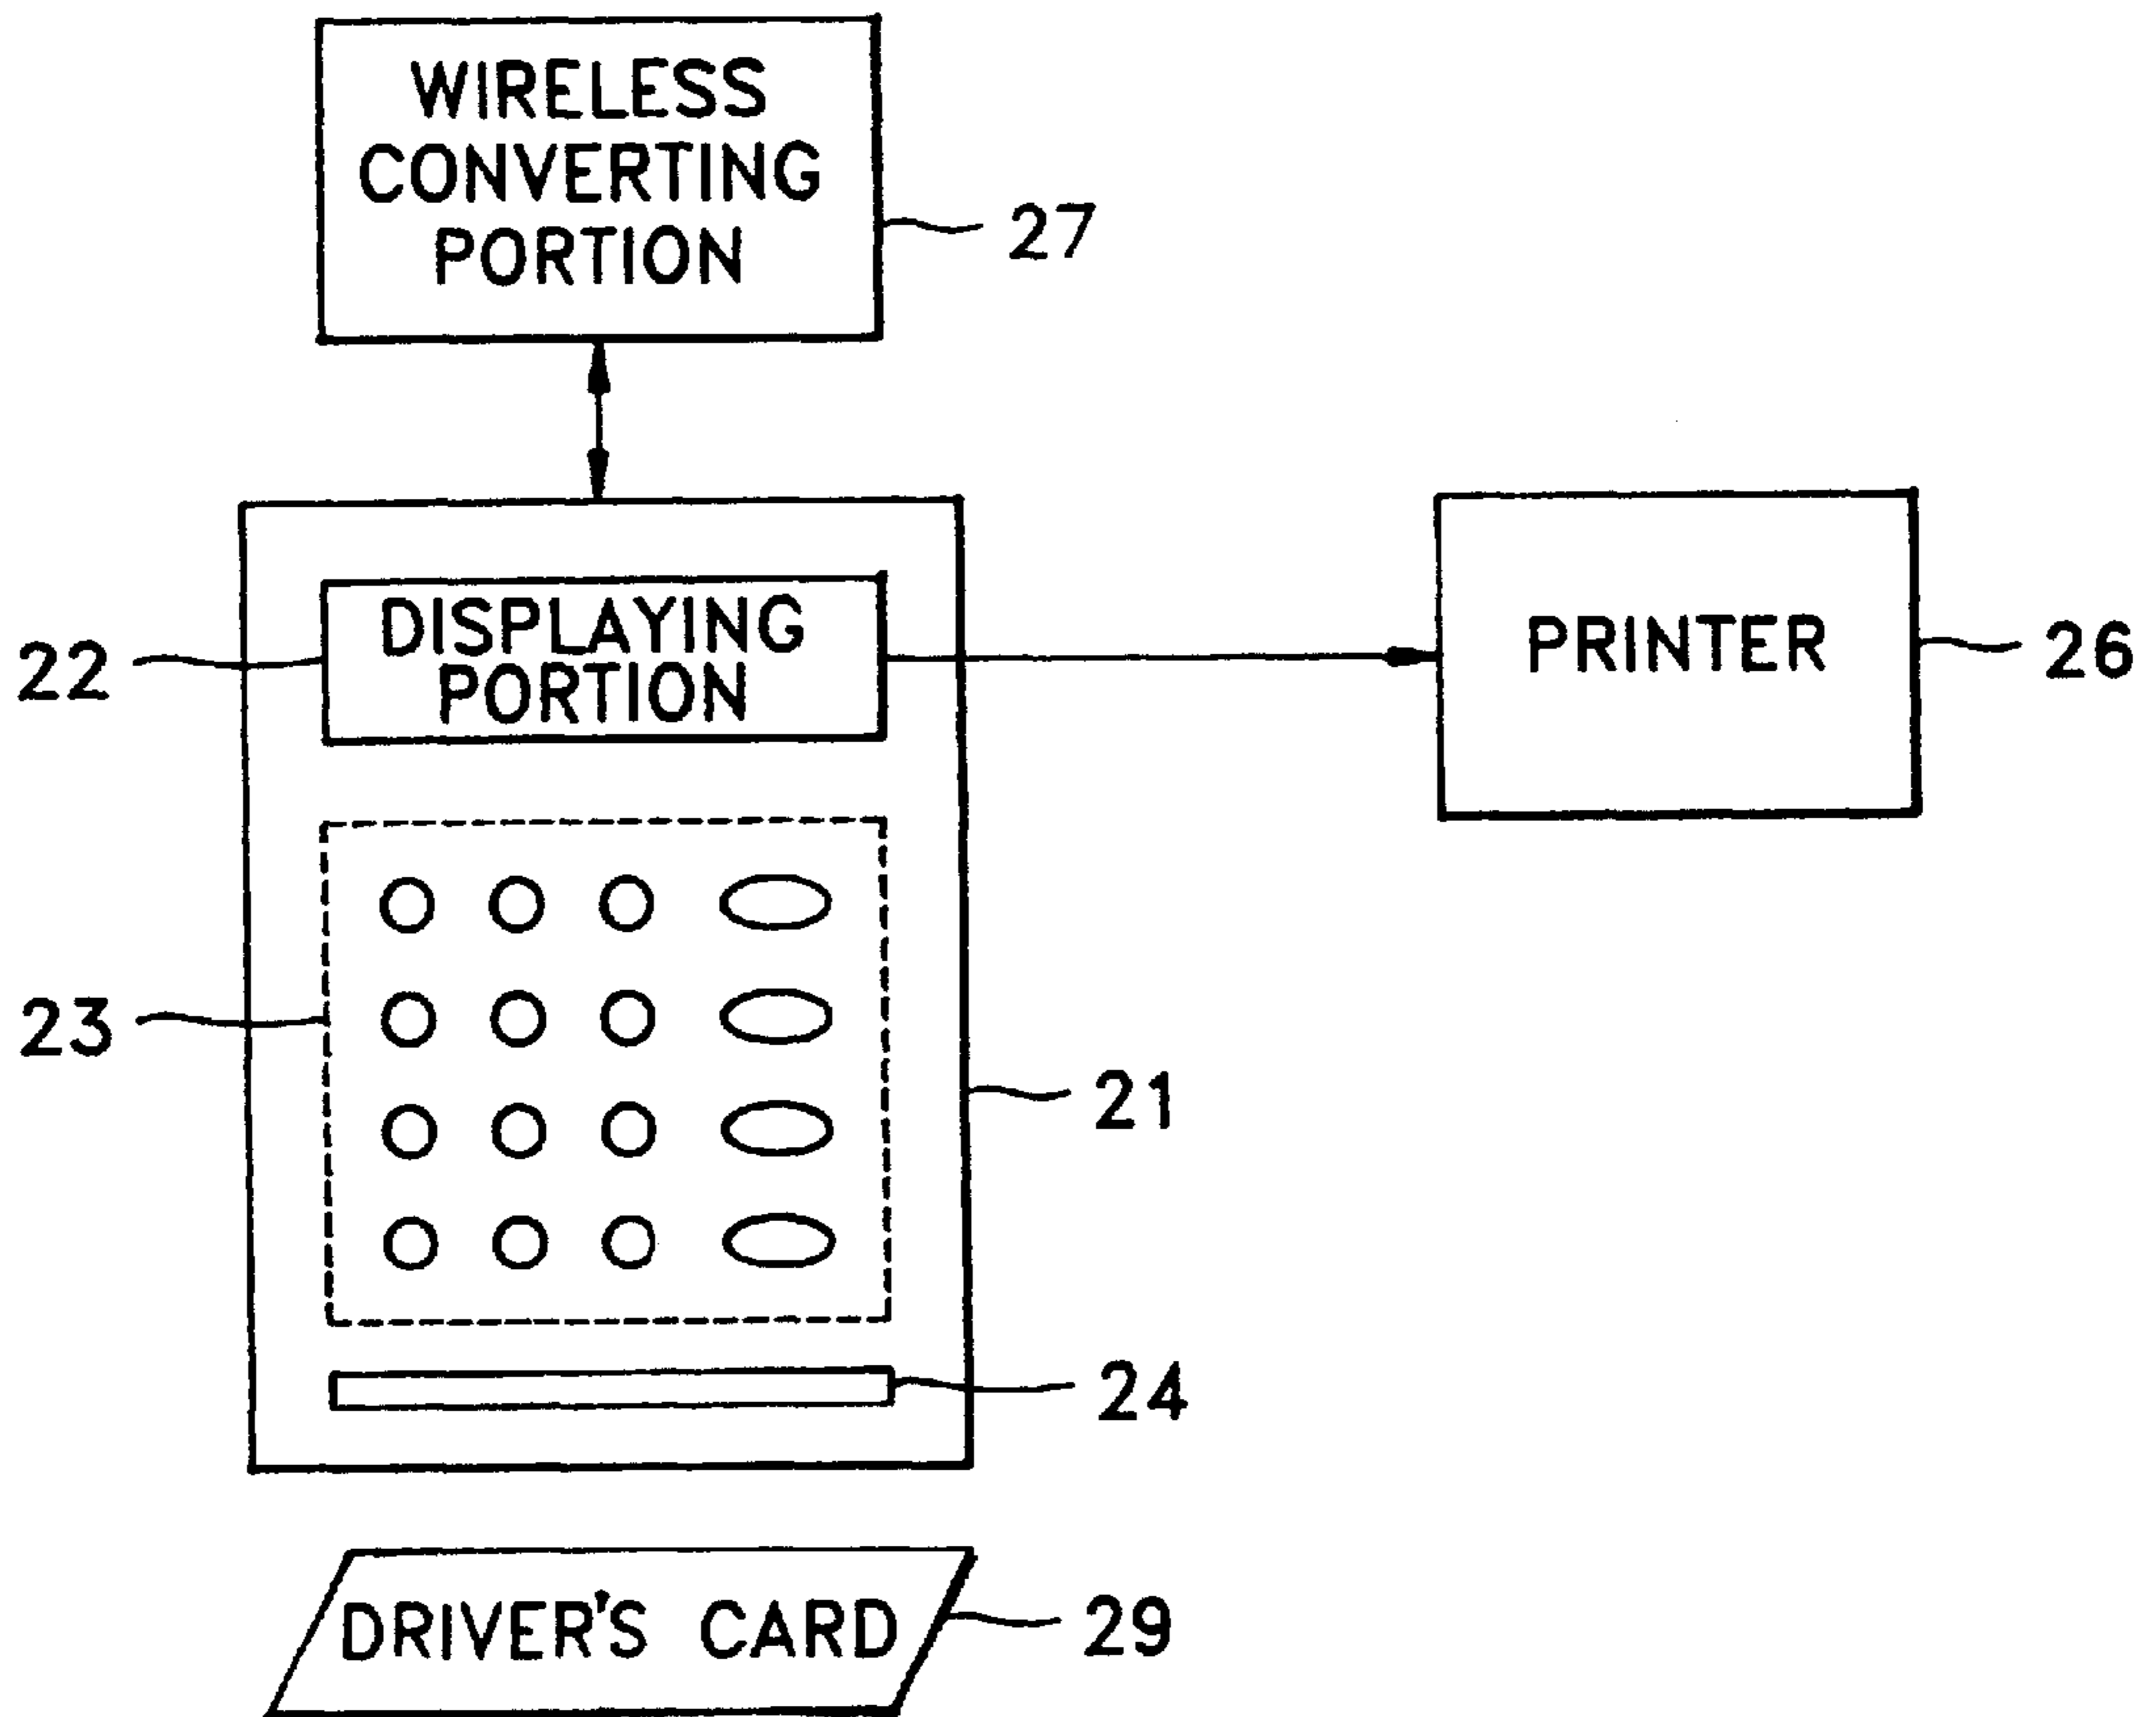 WIRELESS
CONVERTING
PORTION
27
DISPLAYING
PORTION
22
PRINTER
26
23
21
24
DRIVER'S CARD
29